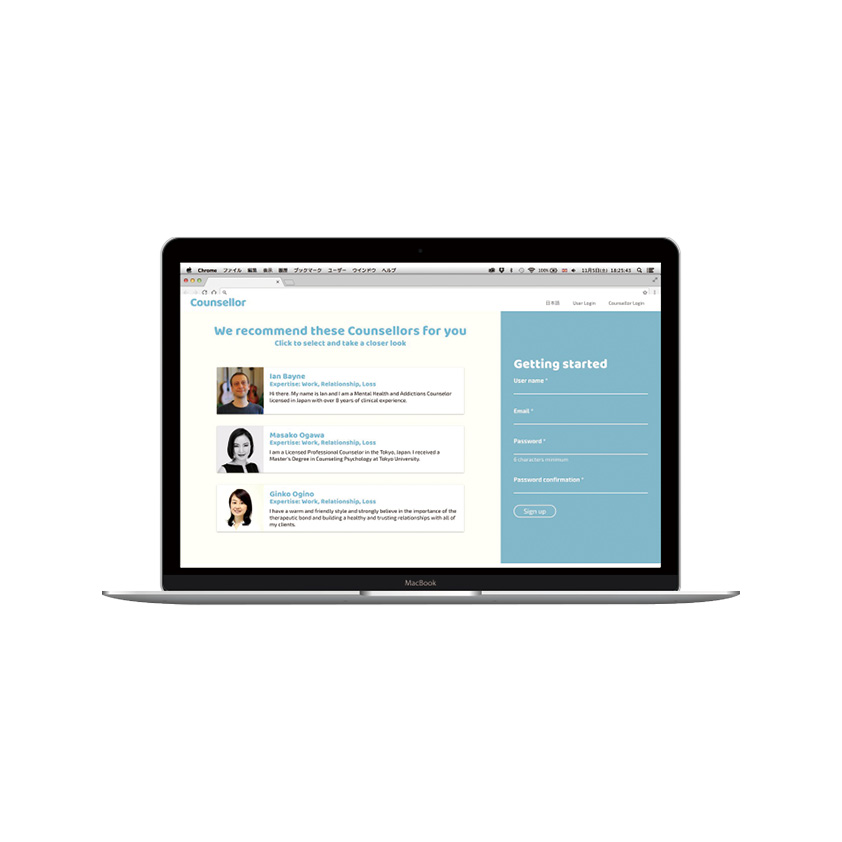 Chrome ファイル 編集 表示 履歴 ブックマーク ユーザー ウインドウ ヘルプ
100% 11月5日(土) 13:25:43
Counsellor
日本語 User Login Counsellor Login
We recommend these Counsellors for you
Click to select and take a closer look
Ian Bayne
Expertise: Work, Relationship, Loss
Hi there. My name is Ian and I am a Mental Health and Addictions Counselor
licensed in Japan with over 8 years of clinical experience.
Masako Ogawa
Expertise: Work, Relationship, Loss
I am a Licensed Professional Counselor in the Tokyo, Japan. I received a
Master's Degree in Counseling Psychology at Tokyo University.
Ginko Ogino
Expertise: Work, Relationship, Loss
I have a warm and friendly style and strongly believe in the importance of the
therapeutic bond and building a healthy and trusting relationships with all of
my clients.
Getting started
User name *
Email *
Password *
6 characters minimum
Password confirmation *
Sign up
MacBook